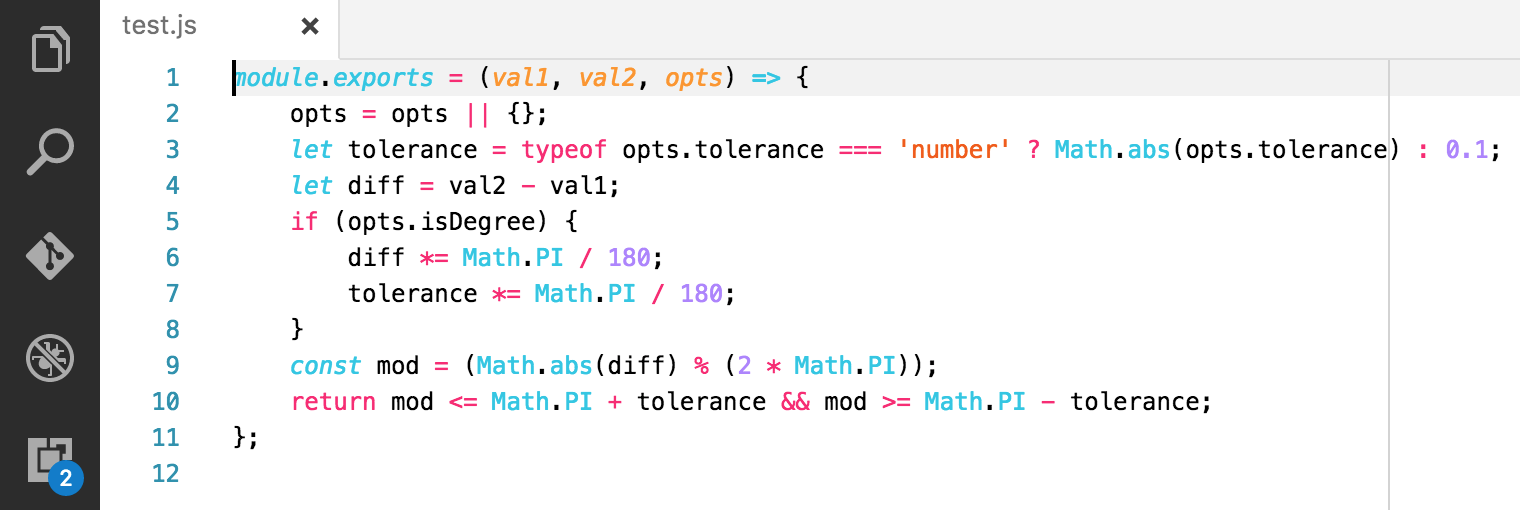 test.js
1 module.exports = (val1, val2, opts) => {
2     opts = opts || {};
3     let tolerance = typeof opts.tolerance === 'number' ? Math.abs(opts.tolerance) : 0.1;
4     let diff = val2 - val1;
5     if (opts.isDegree) {
6         diff *= Math.PI / 180;
7         tolerance *= Math.PI / 180;
8     }
9     const mod = (Math.abs(diff) % (2 * Math.PI));
10     return mod <= Math.PI + tolerance && mod >= Math.PI - tolerance;
11 };
12
2